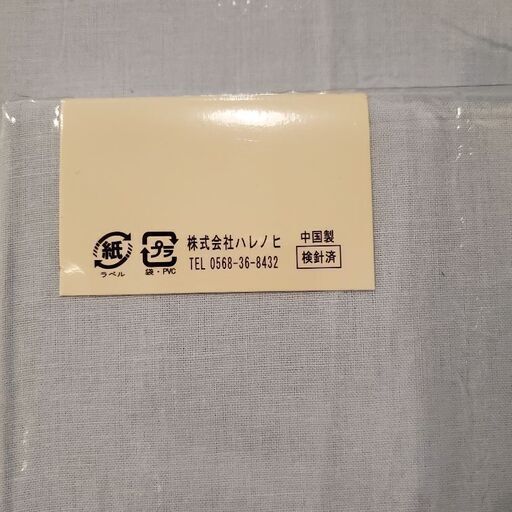 紙
ラベル
プラ
袋・PVC
株式会社ハレノヒ
TEL 0568-36-8432
中国製
検針済